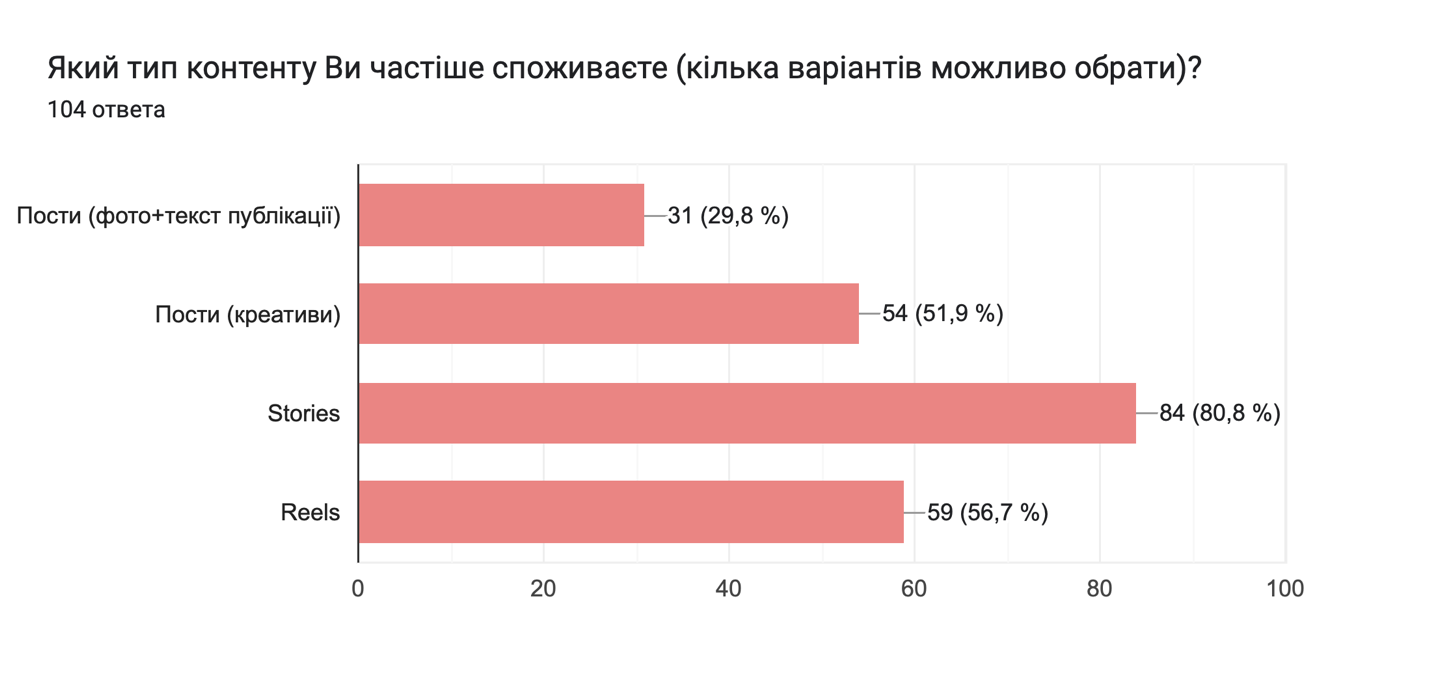 Який тип контенту Ви частіше споживаєте (кілька варіантів можливо обрати)?
104 ответа
Пости (фото+текст публікації)
31 (29,8 %)
Пости (креативи)
54 (51,9 %)
Stories
84 (80,8 %)
Reels
59 (56,7 %)
0 20 40 60 80 100